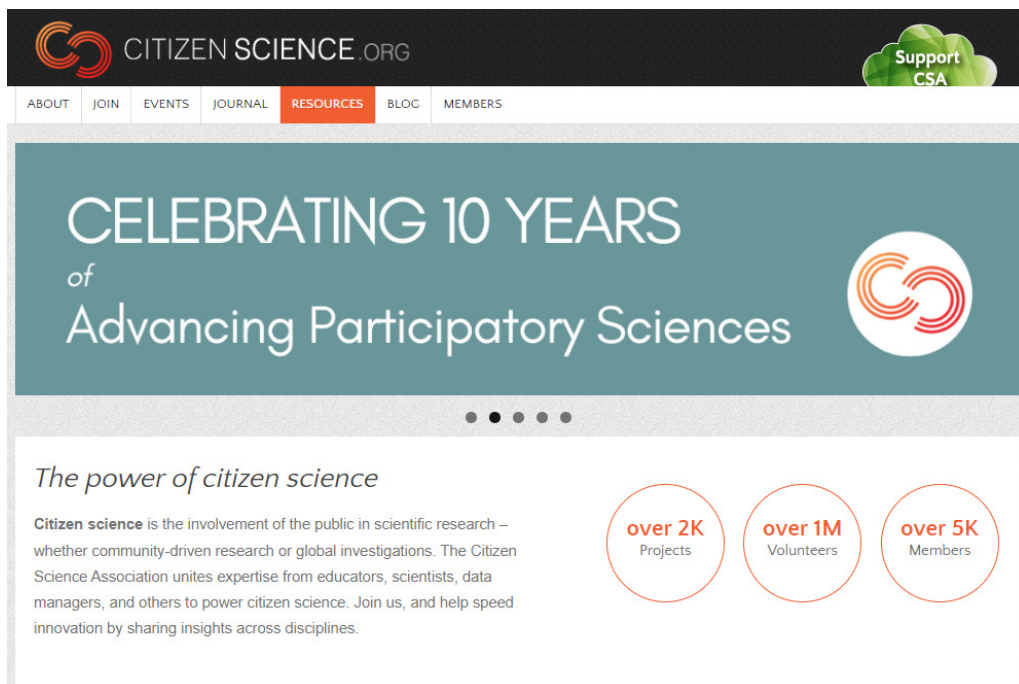 CITIZEN SCIENCE.ORG
Support
CSA
ABOUT JOIN EVENTS JOURNAL RESOURCES BLOG MEMBERS
CELEBRATING 10 YEARS
of
Advancing Participatory Sciences
The power of citizen science
Citizen science is the involvement of the public in scientific research –
whether community-driven research or global investigations. The Citizen
Science Association unites expertise from educators, scientists, data
managers, and others to power citizen science. Join us, and help speed
innovation by sharing insights across disciplines.
over 2K
Projects
over 1M
Volunteers
over 5K
Members